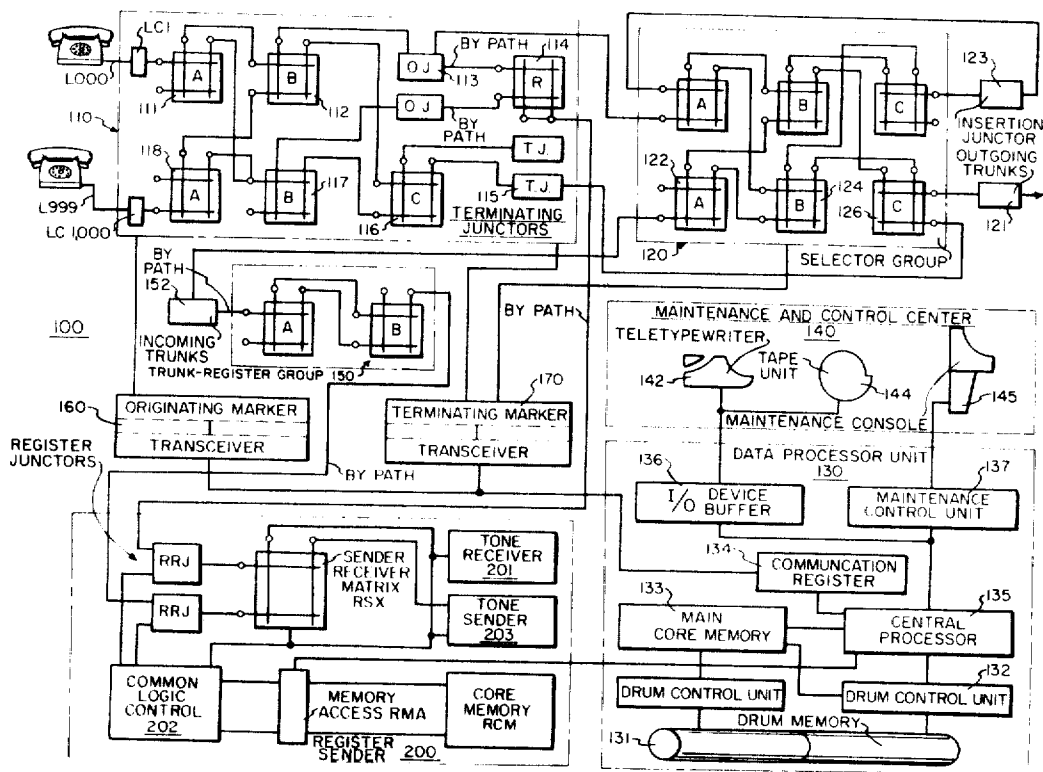 L000
LC1
A
111
B
112
O.J.
113
BY PATH
114
R
O.J.
BY PATH
110
118
A
L999
LC 1,000
B
117
C
116
T.J.
T.J.
115
TERMINATING
JUNCTORS
A
B
C
123
INSERTION
JUNCTOR
OUTGOING
TRUNKS
121
122
A
B
124
C
126
120
SELECTOR GROUP
BY
PATH
152
INCOMING
TRUNKS
A
B
TRUNK-REGISTER GROUP 150
100
BY PATH
160
ORIGINATING MARKER
I
TRANSCEIVER
170
TERMINATING MARKER
I
TRANSCEIVER
REGISTER
JUNCTORS
BY PATH
MAINTENANCE AND CONTROL CENTER
140
TELETYPEWRITER
142
TAPE
UNIT
144
145
MAINTENANCE CONSOLE
DATA PROCESSOR UNIT
130
136
I/O DEVICE
BUFFER
137
MAINTENANCE
CONTROL UNIT
134
COMMUNCATION
REGISTER
133
MAIN
CORE MEMORY
135
CENTRAL
PROCESSOR
132
DRUM CONTROL UNIT
DRUM CONTROL UNIT
DRUM MEMORY
131
RRJ
RRJ
SENDER
RECEIVER
MATRIX
RSX
TONE
RECEIVER
201
TONE
SENDER
203
COMMON
LOGIC
CONTROL
202
MEMORY
ACCESS RMA
CORE
MEMORY
RCM
REGISTER
SENDER 200